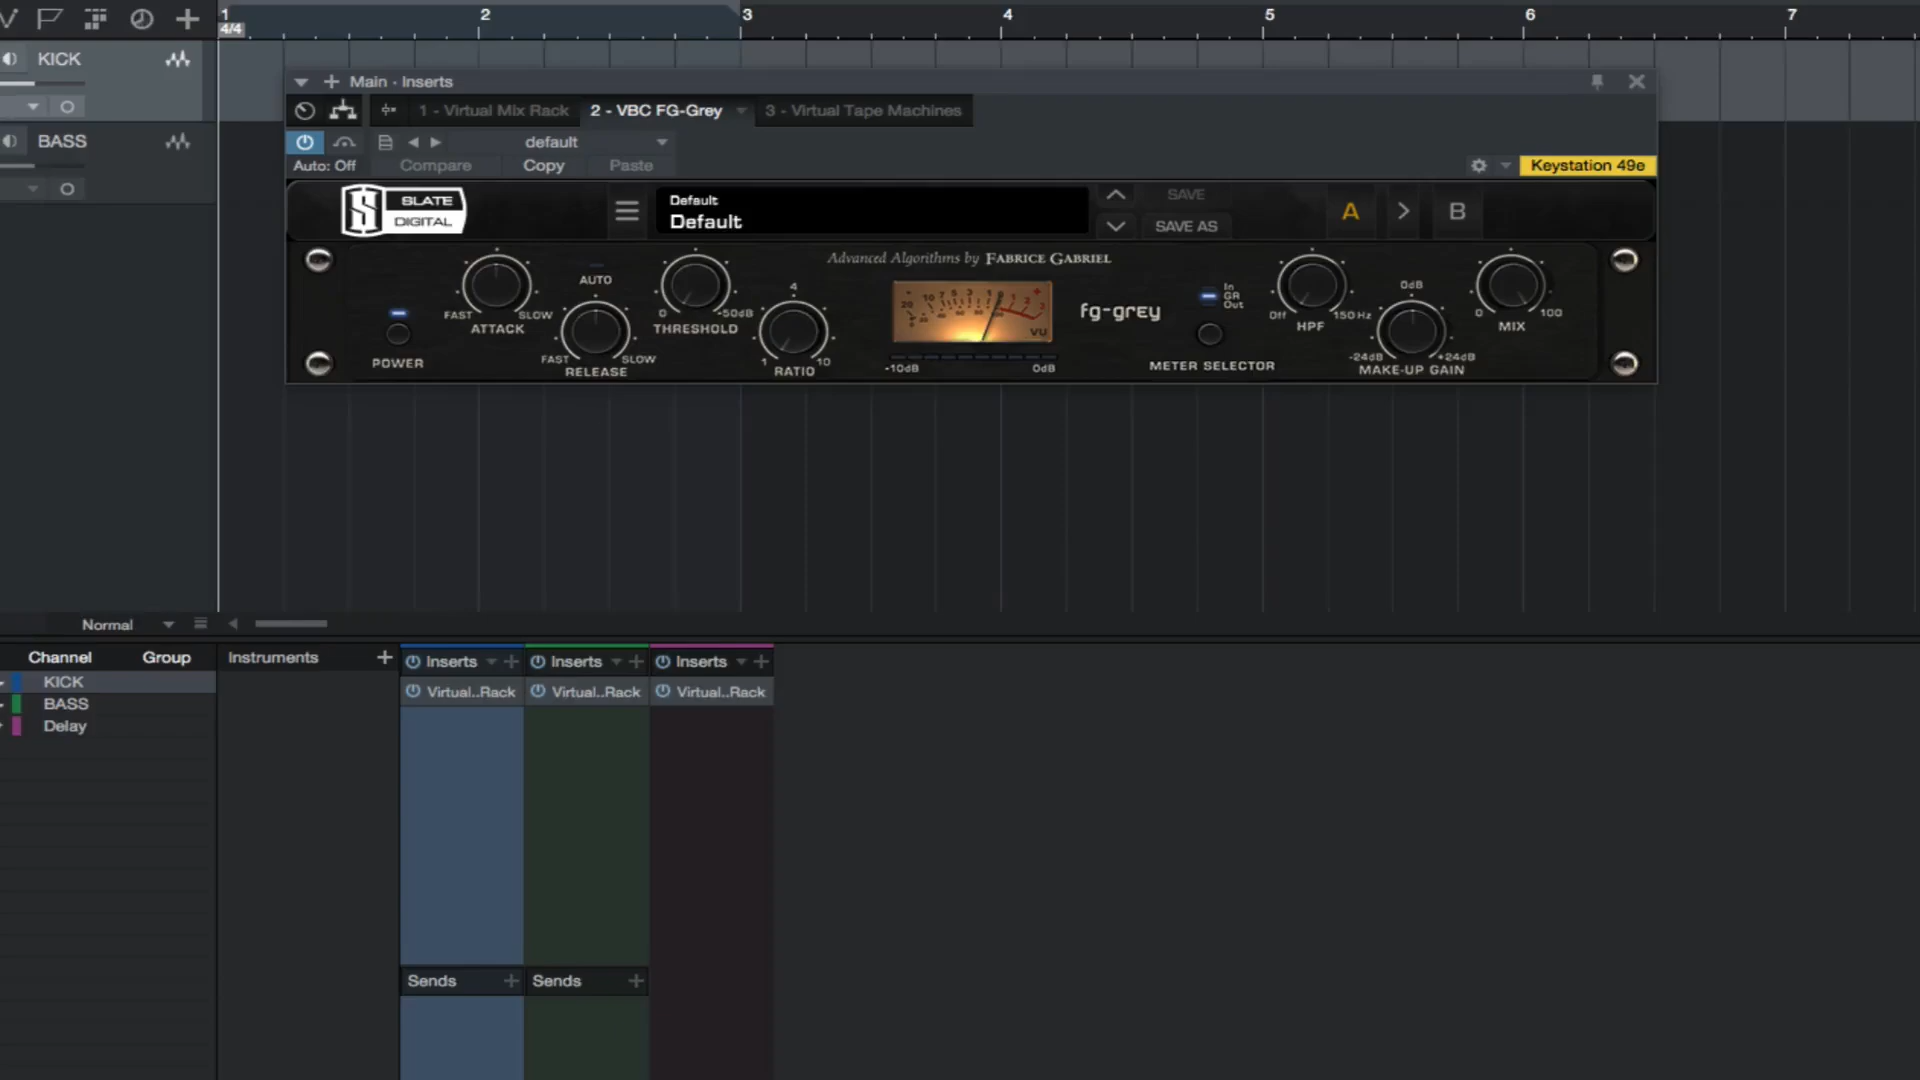 1 2 3 4 5 6 7
4/4
KICK
BASS
Main - Inserts
1 - Virtual Mix Rack 2 - VBC FG-Grey 3 - Virtual Tape Machines
default
Auto: Off Compare Copy Paste Keystation 49e
SLATE
DIGITAL
Default
Default
SAVE
SAVE AS
A > B
Advanced Algorithms by FABRICE GABRIEL
FAST SLOW
ATTACK
AUTO
FAST SLOW
RELEASE
0 -50dB
THRESHOLD
4
1 10
RATIO
POWER
VU
-10dB 0dB
fg-grey
In
GR
Out
METER SELECTOR
Off 150 Hz
HPF
0dB
-24dB +24dB
MAKE-UP GAIN
0 100
MIX
Normal
Channel Group Instruments
KICK
BASS
Delay
Inserts Inserts Inserts
Virtual..Rack Virtual..Rack Virtual..Rack
Sends Sends